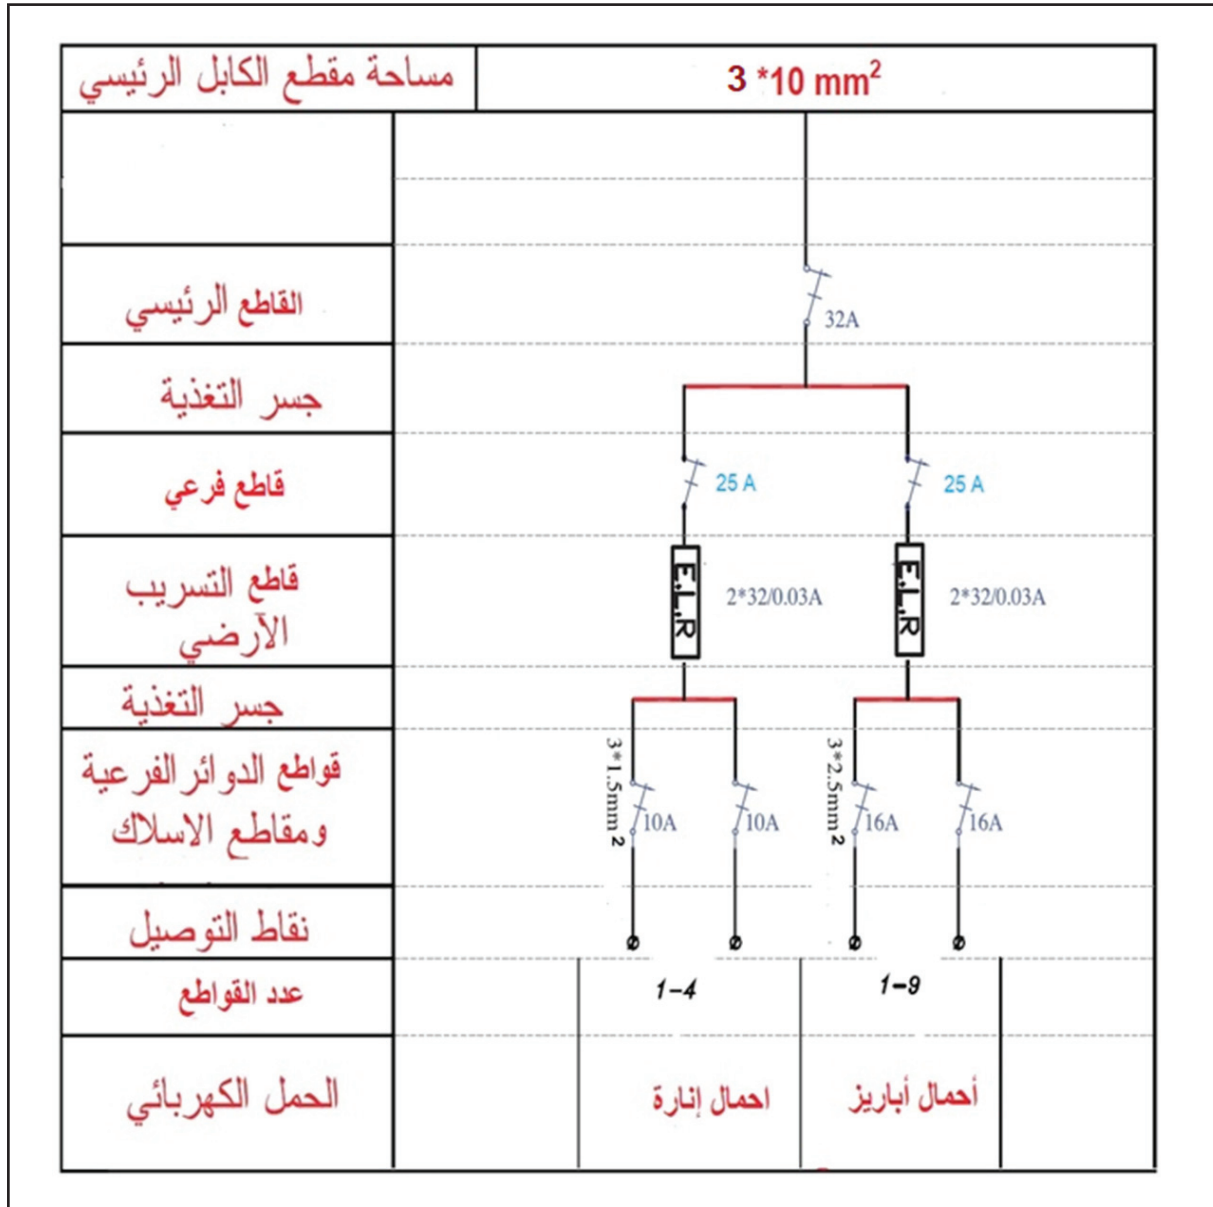 مساحة مقطع الكابل الرئيسي
3 *10 mm²
القاطع الرئيسي
32A
جسر التغذية
قاطع فرعي
25 A
25 A
قاطع التسريب
الآرضي
E.L.R
2*32/0.03A
E.L.R
2*32/0.03A
جسر التغذية
قواطع الدوائر الفرعية
ومقاطع الاسلاك
3*1.5mm 2
10A
10A
3*2.5mm 2
16A
16A
نقاط التوصيل
عدد القواطع
1-4
1-9
الحمل الكهربائي
احمال إنارة
أحمال أباريز